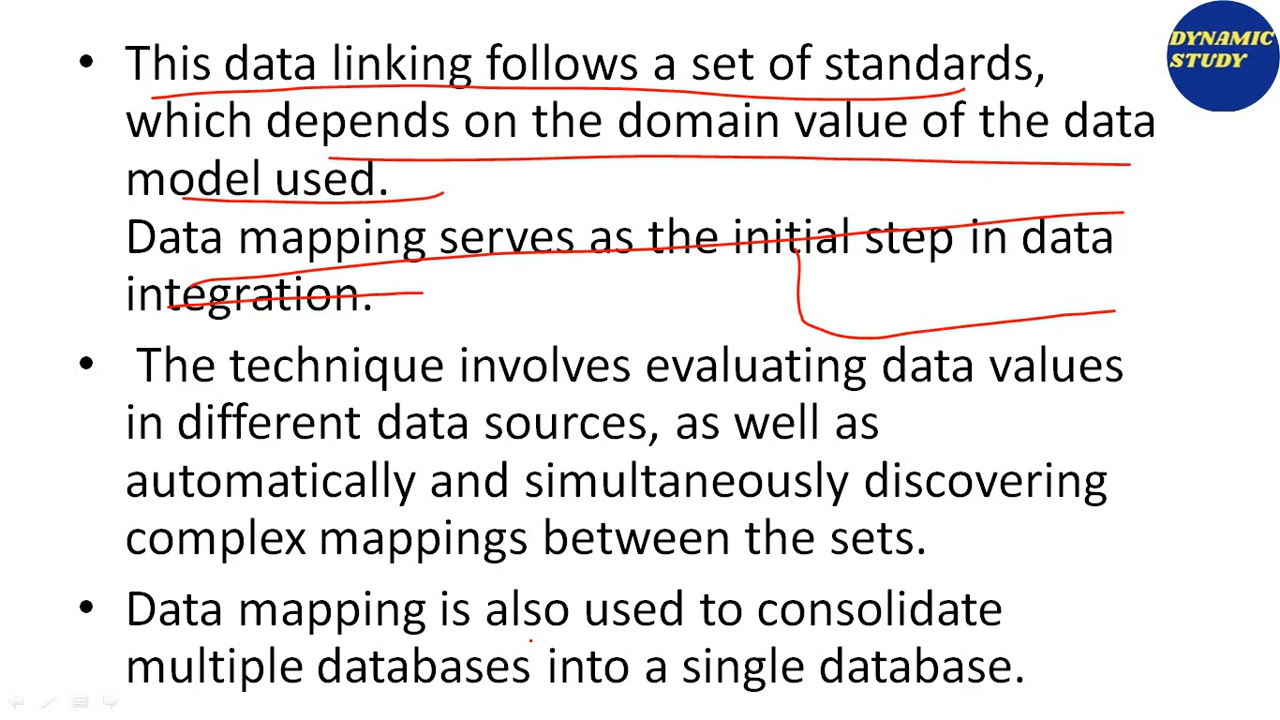 DYNAMIC
STUDY
• This data linking follows a set of standards,
which depends on the domain value of the data
model used.
Data mapping serves as the initial step in data
integration.
• The technique involves evaluating data values
in different data sources, as well as
automatically and simultaneously discovering
complex mappings between the sets.
• Data mapping is also used to consolidate
multiple databases into a single database.